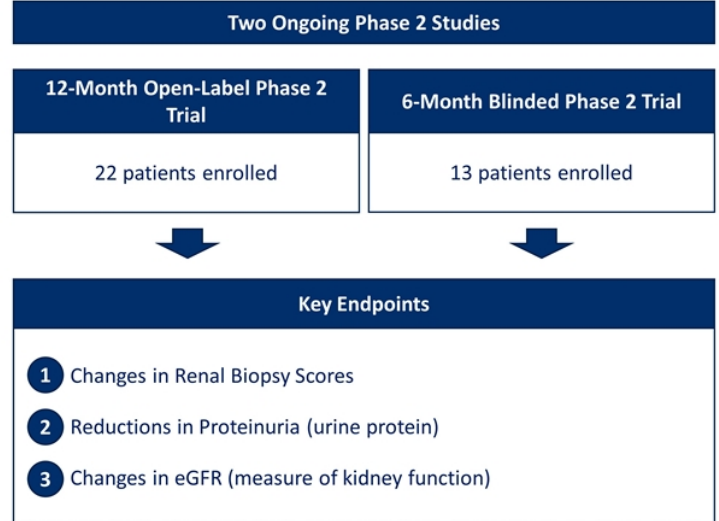 Two Ongoing Phase 2 Studies
12-Month Open-Label Phase 2
Trial
6-Month Blinded Phase 2 Trial
22 patients enrolled
13 patients enrolled
Key Endpoints
1 Changes in Renal Biopsy Scores
2 Reductions in Proteinuria (urine protein)
3 Changes in eGFR (measure of kidney function)